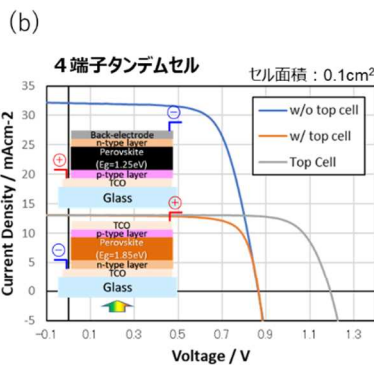 (b)
4端子タンデムセル
セル面積：0.1cm²
Current Density / mAcm-2
35
30
25
20
15
10
5
0
-5
w/o top cell
w/ top cell
Top Cell
Back-electrode
n-type layer
Perovskite
(Eg=1.25eV)
p-type layer
TCO
Glass
TCO
p-type layer
Perovskite
(Eg=1.85eV)
n-type layer
TCO
Glass
⊖
⊕
⊕
⊖
-0.1
0.1
0.3
0.5
0.7
0.9
1.1
1.3
Voltage / V